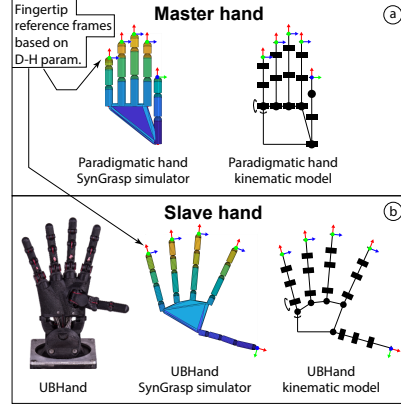 Fingertip
reference frames
based on
D-H param.
Master hand
a
Paradigmatic hand
SynGrasp simulator
Paradigmatic hand
kinematic model
Slave hand
b
UBHand
UBHand
SynGrasp simulator
UBHand
kinematic model